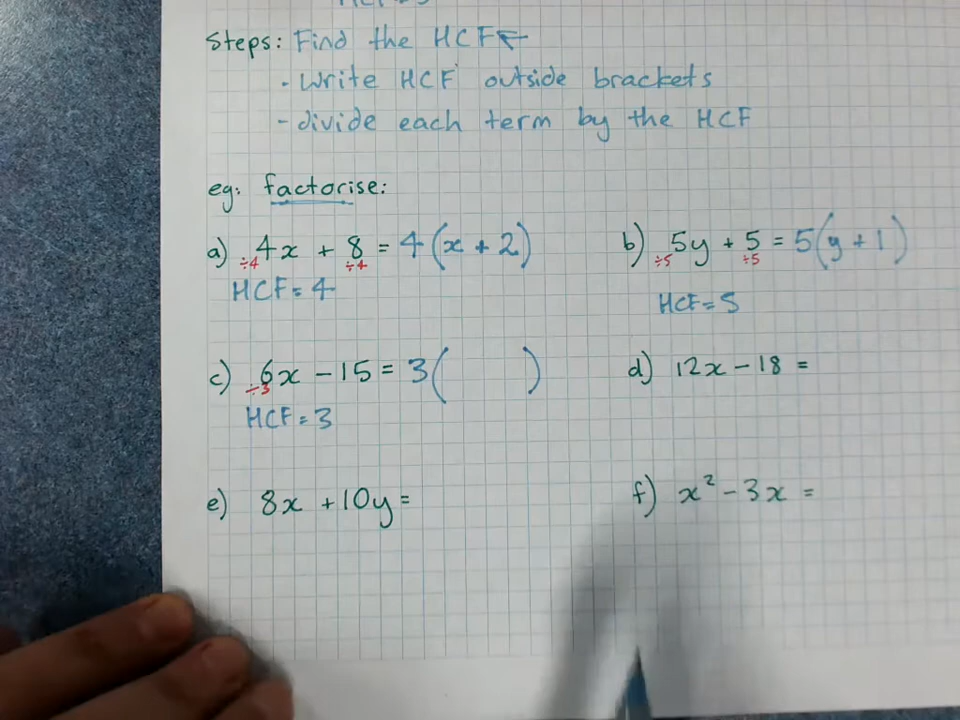 Steps: Find the HCF←
- Write HCF outside brackets
- divide each term by the HCF
eg: factorise:
a) 4x + 8 = 4(x + 2)
÷4 ÷4
HCF = 4
b) 5y + 5 = 5(y + 1)
÷5 ÷5
HCF = 5
c) 6x - 15 = 3( )
÷3
HCF = 3
d) 12x - 18 =
e) 8x + 10y =
f) x² - 3x =